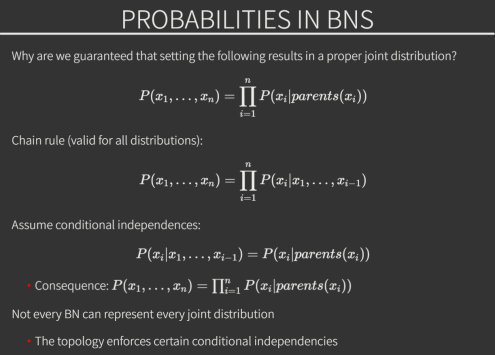 PROBABILITIES IN BNS
Why are we guaranteed that setting the following results in a proper joint distribution?
P(x₁, . . . , xₙ) = ∏ⁿᵢ₌₁ P(xᵢ|parents(xᵢ))
Chain rule (valid for all distributions):
P(x₁, . . . , xₙ) = ∏ⁿᵢ₌₁ P(xᵢ|x₁, . . . , xᵢ₋₁)
Assume conditional independences:
P(xᵢ|x₁, . . . , xᵢ₋₁) = P(xᵢ|parents(xᵢ))
• Consequence: P(x₁, . . . , xₙ) = ∏ⁿᵢ₌₁ P(xᵢ|parents(xᵢ))
Not every BN can represent every joint distribution
• The topology enforces certain conditional independencies